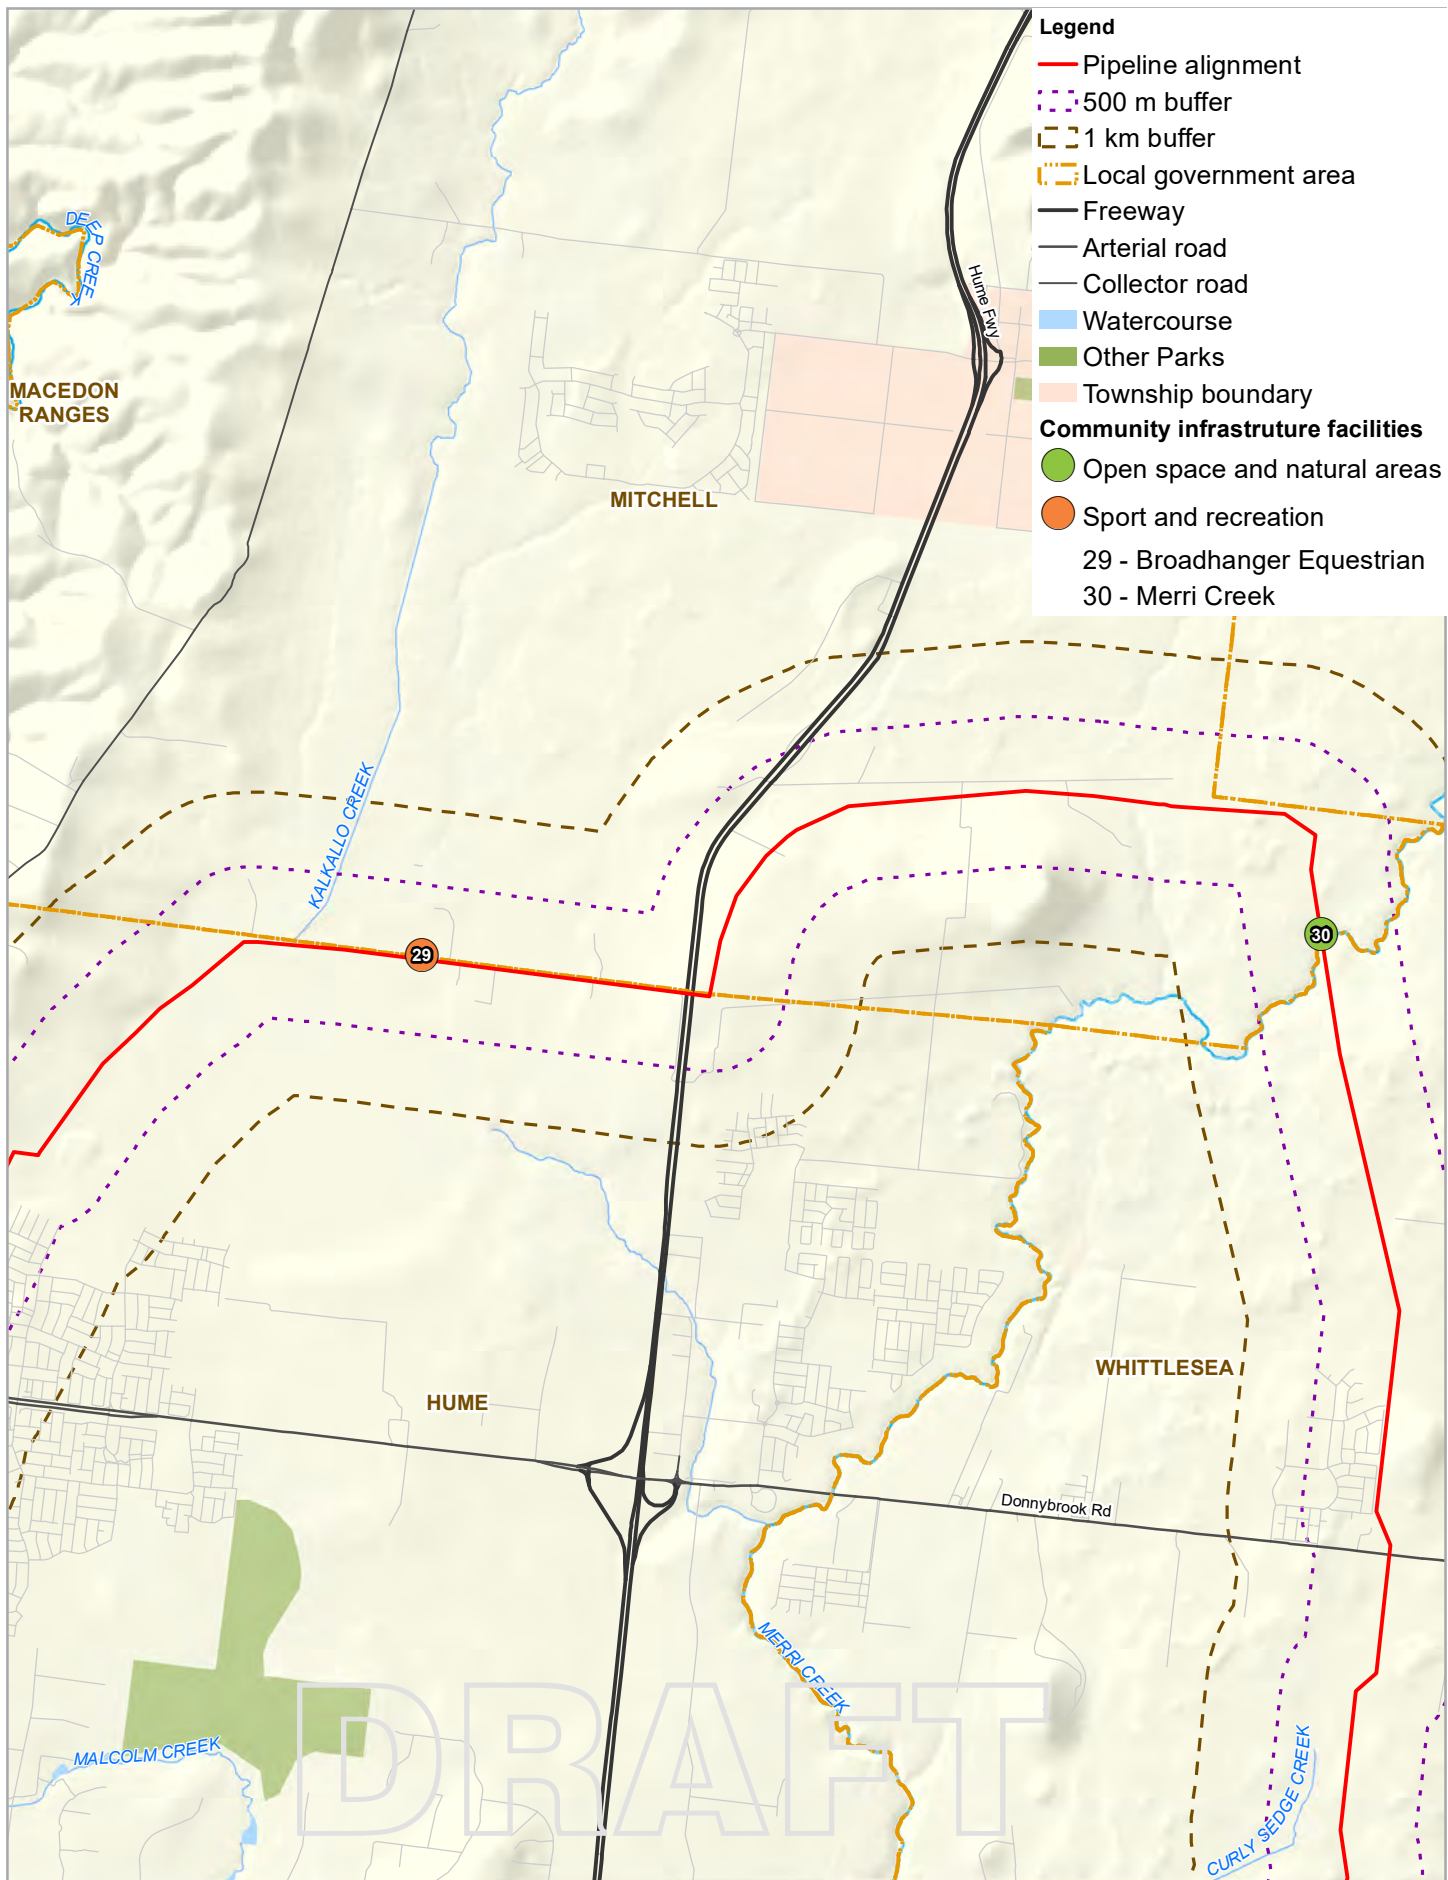 Legend
Pipeline alignment
500 m buffer
1 km buffer
Local government area
Freeway
Arterial road
Collector road
Watercourse
Other Parks
Township boundary
Community infrastruture facilities
Open space and natural areas
Sport and recreation
29 - Broadhanger Equestrian
30 - Merri Creek
Hume Fwy
DEEP CREEK
MACEDON
RANGES
MITCHELL
KALKALLO CREEK
29
30
WHITTLESEA
HUME
Donnybrook Rd
MERRI CREEK
DRAFT
MALCOLM CREEK
CURLY SEDGE CREEK